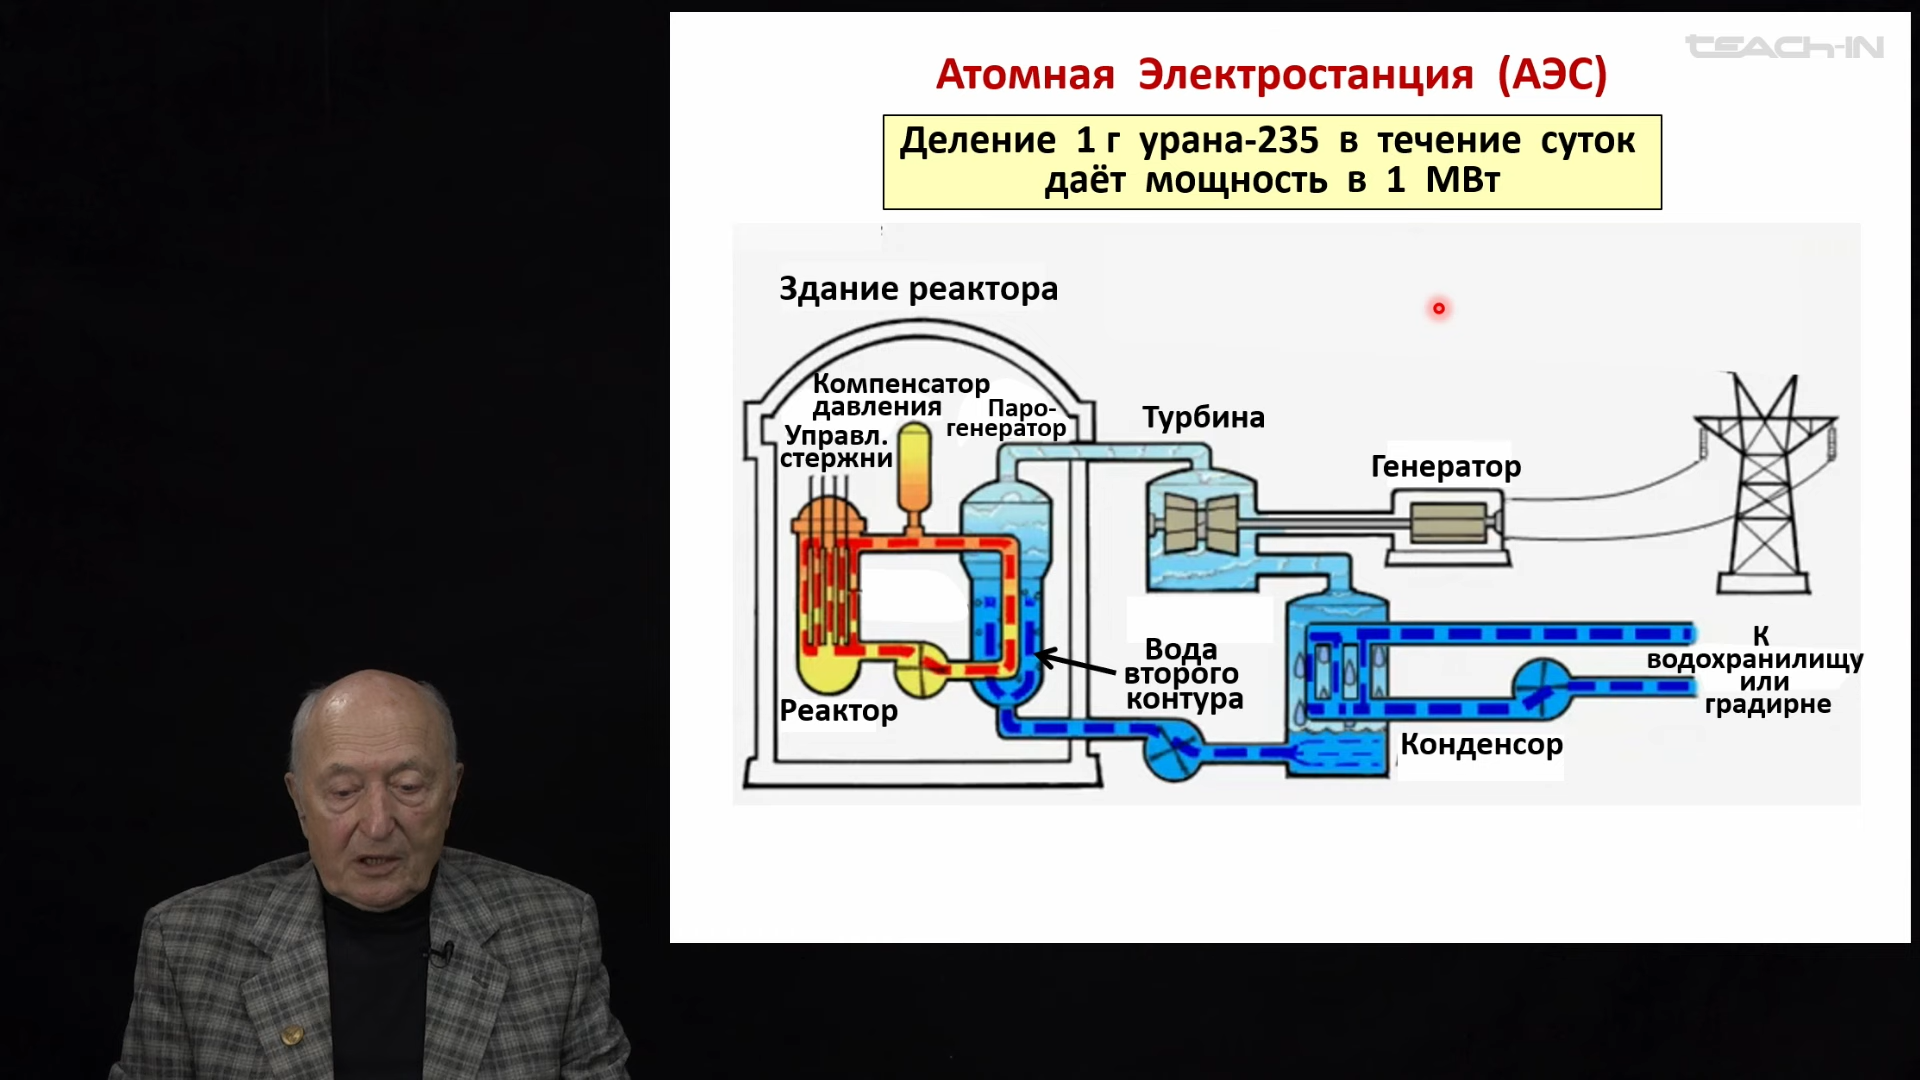 TEACH-IN
Атомная Электростанция (АЭС)
Деление 1 г урана-235 в течение суток
даёт мощность в 1 МВт
Здание реактора
Компенсатор
давления
Паро-
генератор
Управл.
стержни
Турбина
Генератор
Вода
второго
контура
К
водохранилищу
или
градирне
Реактор
Конденсор